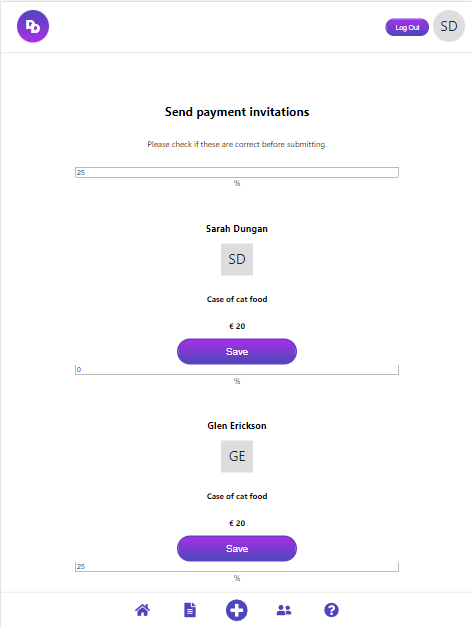 DD
Log Out
SD
Send payment invitations
Please check if these are correct before submitting.
25
%
Sarah Dungan
SD
Case of cat food
€ 20
Save
0
%
Glen Erickson
GE
Case of cat food
€ 20
Save
25
%
?